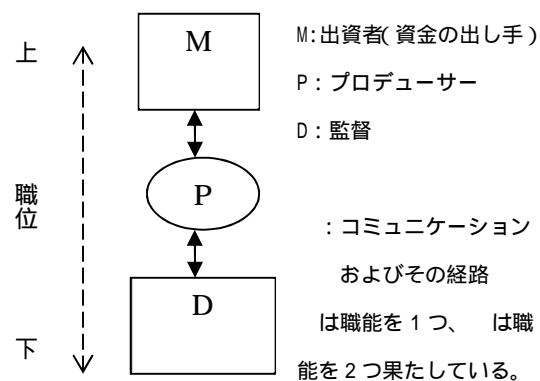 上
職位
下
M
P
D
M:出資者(資金の出し手)
P:プロデューサー
D:監督
:コミュニケーション
およびその経路
は職能を1つ、 は職
能を2つ果たしている。